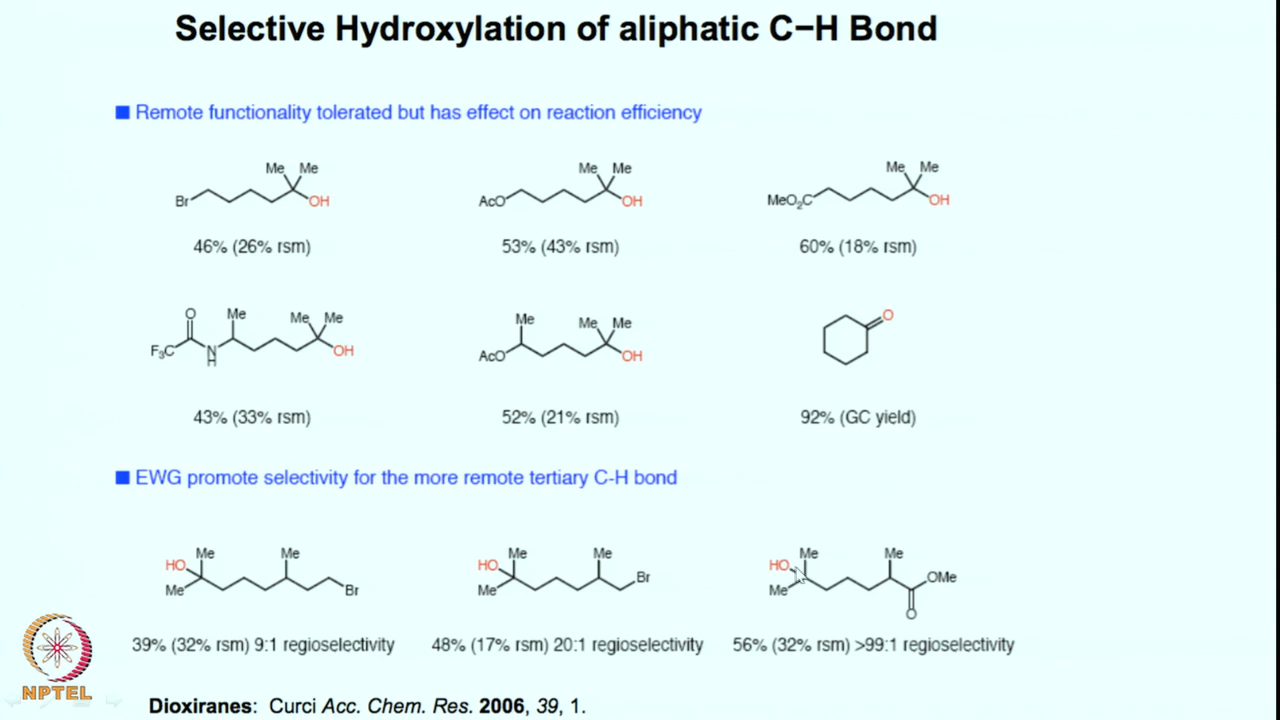 Selective Hydroxylation of aliphatic C−H Bond
Remote functionality tolerated but has effect on reaction efficiency
Me Me
Br OH
46% (26% rsm)
Me Me
AcO OH
53% (43% rsm)
Me Me
MeO₂C OH
60% (18% rsm)
O Me Me Me
F₃C N H OH
43% (33% rsm)
Me Me Me
AcO OH
52% (21% rsm)
O
92% (GC yield)
EWG promote selectivity for the more remote tertiary C-H bond
HO Me Me
Me Br
39% (32% rsm) 9:1 regioselectivity
HO Me Me
Me Br
48% (17% rsm) 20:1 regioselectivity
HO Me Me
Me OMe
O
56% (32% rsm) >99:1 regioselectivity
NPTEL
Dioxiranes: Curci Acc. Chem. Res. 2006, 39, 1.